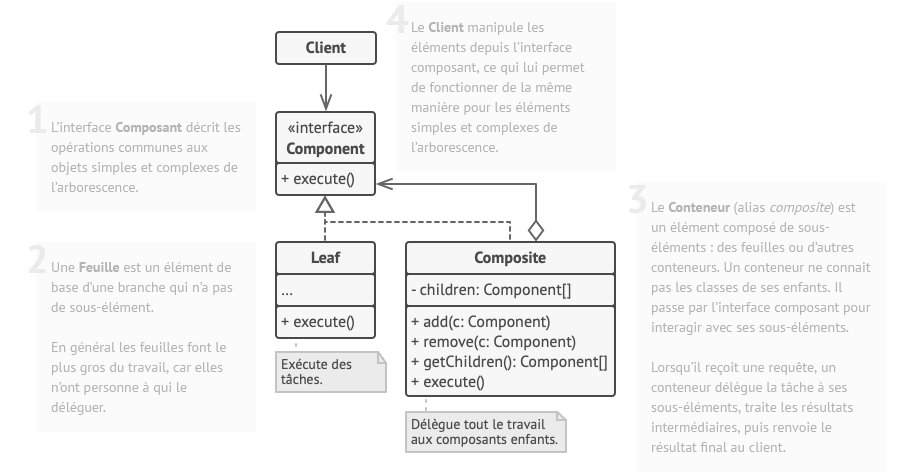 4
Le Client manipule les
éléments depuis l'interface
composant, ce qui lui permet
de fonctionner de la même
manière pour les éléments
simples et complexes de
l'arborescence.
Client
1
L'interface Composant décrit les
opérations communes aux
objets simples et complexes de
l'arborescence.
«interface»
Component
+ execute()
3
Le Conteneur (alias composite) est
un élément composé de sous-
éléments : des feuilles ou d'autres
conteneurs. Un conteneur ne connait
pas les classes de ses enfants. Il
passe par l'interface composant pour
interagir avec ses sous-éléments.
Lorsqu'il reçoit une requête, un
conteneur délègue la tâche à ses
sous-éléments, traite les résultats
intermédiaires, puis renvoie le
résultat final au client.
2
Une Feuille est un élément de
base d'une branche qui n'a pas
de sous-élément.
En général les feuilles font le
plus gros du travail, car elles
n'ont personne à qui le
déléguer.
Leaf
...
+ execute()
Exécute des
tâches.
Composite
- children: Component[]
+ add(c: Component)
+ remove(c: Component)
+ getChildren(): Component[]
+ execute()
Délègue tout le travail
aux composants enfants.